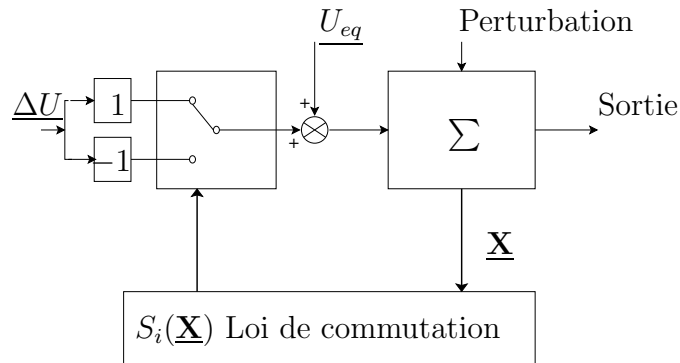 U_eq
Perturbation
ΔU
1
+
Sortie
-1
+
Σ
X
S_i(X) Loi de commutation